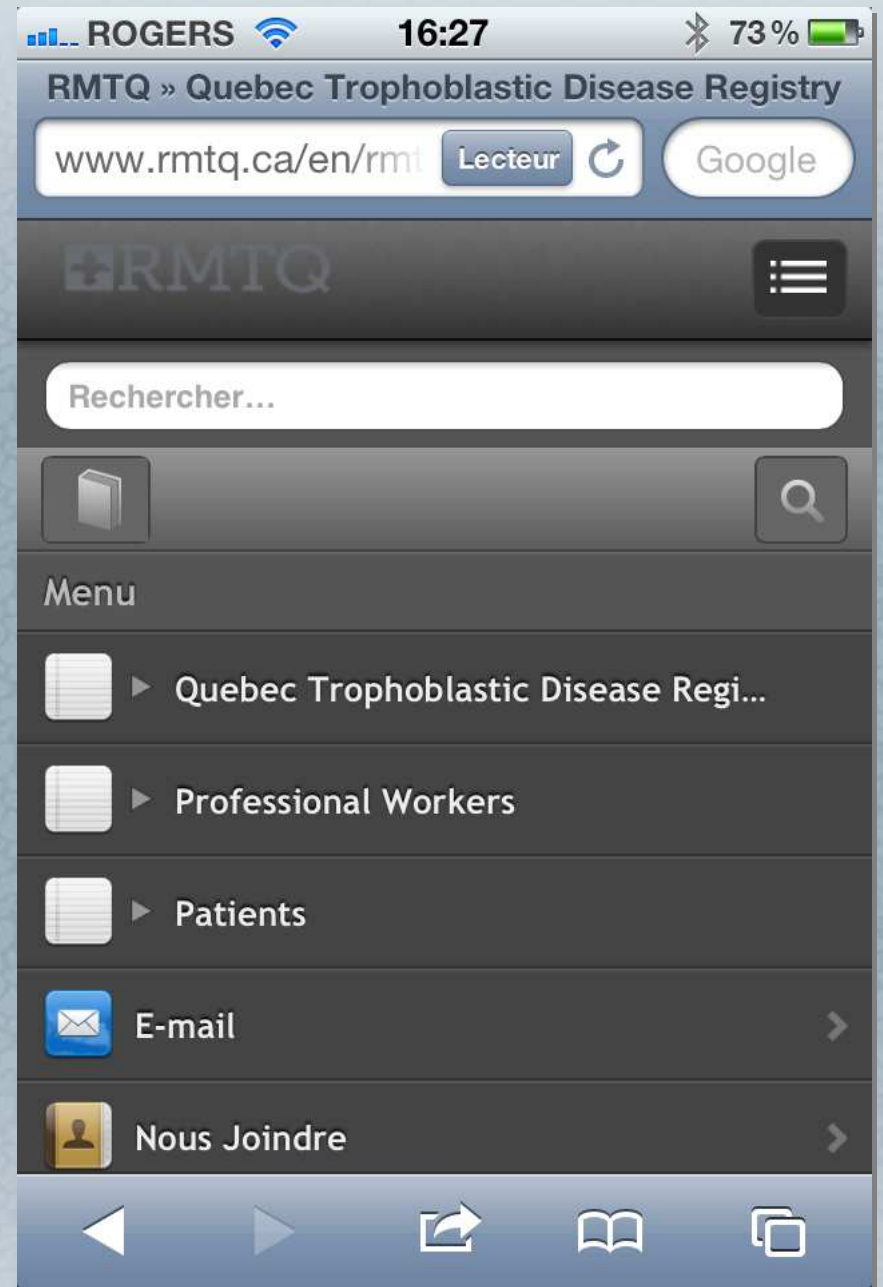 ROGERS 16:27 73%
RMTQ » Quebec Trophoblastic Disease Registry
www.rmtq.ca/en/rmt Lecteur Google
RMTQ
Rechercher...
Menu
Quebec Trophoblastic Disease Regi...
Professional Workers
Patients
E-mail
Nous Joindre